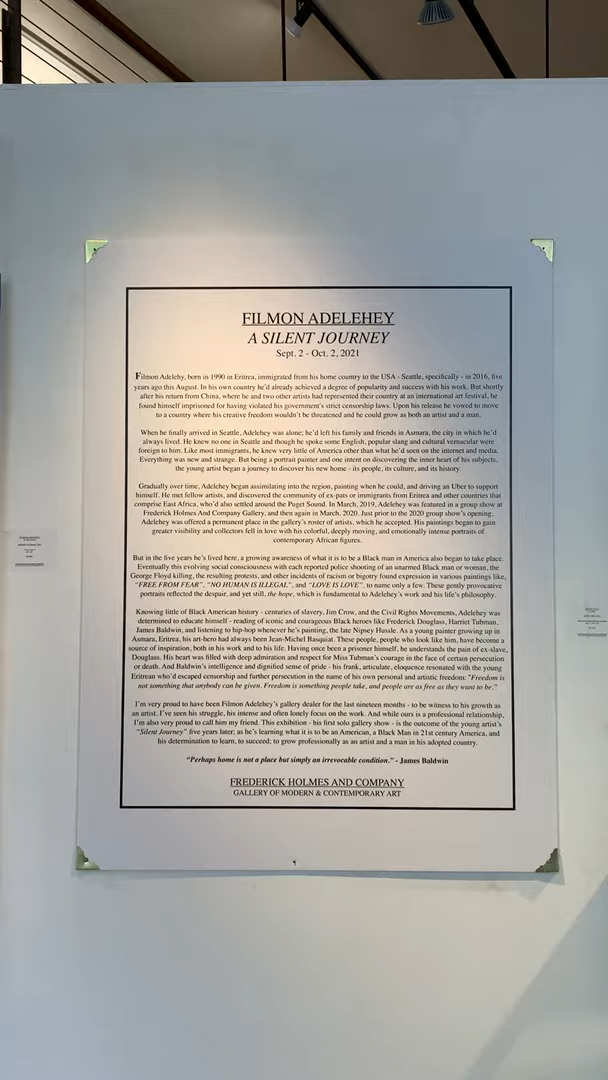 FILMON ADELEHEY
A SILENT JOURNEY
Sept. 2 - Oct. 2, 2021
Filmon Adelehy, born in 1990 in Eritrea, immigrated from his home country to the USA - Seattle, specifically - in 2016, five
years ago this August. In his own country he'd already achieved a degree of popularity and success with his work. But shortly
after his return from China, where he and two other artists had represented their country at an international art festival, he
found himself imprisoned for having violated his government's strict censorship laws. Upon his release he vowed to move
to a country where his creative freedom wouldn't be threatened and he could grow as both an artist and a man.
When he finally arrived in Seattle, Adelehey was alone; he'd left his family and friends in Asmara, the city in which he'd
always lived. He knew no one in Seattle and though he spoke some English, popular slang and cultural vernacular were
foreign to him. Like most immigrants, he knew very little of America other than what he'd seen on the internet and media.
Everything was new and strange. But being a portrait painter and one intent on discovering the inner heart of his subjects,
the young artist began a journey to discover his new home - its people, its culture, and its history.
Gradually over time, Adelehey began assimilating into the region, painting when he could, and driving an Uber to support
himself. He met fellow artists, and discovered the community of ex-pats or immigrants from Eritrea and other countries that
comprise East Africa, who'd also settled around the Puget Sound. In March, 2019, Adelehey was featured in a group show at
Frederick Holmes And Company Gallery, and then again in March, 2020. Just prior to the 2020 group show's opening,
Adelehey was offered a permanent place in the gallery's roster of artists, which he accepted. His paintings began to gain
greater visibility and collectors fell in love with his colorful, deeply moving, and emotionally intense portraits of
contemporary African figures.
But in the five years he's lived here, a growing awareness of what it is to be a Black man in America also began to take place.
Eventually this evolving social consciousness with each reported police shooting of an unarmed Black man or woman, the
George Floyd killing, the resulting protests, and other incidents of racism or bigotry found expression in various paintings like,
"FREE FROM FEAR", "NO HUMAN IS ILLEGAL", and "LOVE IS LOVE", to name only a few. These gently provocative
portraits reflected the despair, and yet still, the hope, which is fundamental to Adelehey's work and his life's philosophy.
Knowing little of Black American history - centuries of slavery, Jim Crow, and the Civil Rights Movements, Adelehey was
determined to educate himself - reading of iconic and courageous Black heroes like Frederick Douglass, Harriet Tubman,
James Baldwin, and listening to hip-hop whenever he's painting, the late Nipsey Hussle. As a young painter growing up in
Asmara, Eritrea, his art-hero had always been Jean-Michel Basquiat. These people, people who look like him, have become a
source of inspiration, both in his work and to his life. Having once been a prisoner himself, he understands the pain of ex-slave,
Douglass. His heart was filled with deep admiration and respect for Miss Tubman's courage in the face of certain persecution
or death. And Baldwin's intelligence and dignified sense of pride - his frank, articulate, eloquence resonated with the young
Eritrean who'd escaped censorship and further persecution in the name of his own personal and artistic freedom: "Freedom is
not something that anybody can be given. Freedom is something people take, and people are as free as they want to be."
I'm very proud to have been Filmon Adelehey's gallery dealer for the last nineteen months - to be witness to his growth as
an artist. I've seen his struggle, his intense and often lonely focus on the work. And while ours is a professional relationship,
I'm also very proud to call him my friend. This exhibition - his first solo gallery show - is the outcome of the young artist's
"Silent Journey" five years later; as he's learning what it is to be an American, a Black Man in 21st century America, and
his determination to learn, to succeed; to grow professionally as an artist and a man in his adopted country.
"Perhaps home is not a place but simply an irrevocable condition." - James Baldwin
FREDERICK HOLMES AND COMPANY
GALLERY OF MODERN & CONTEMPORARY ART